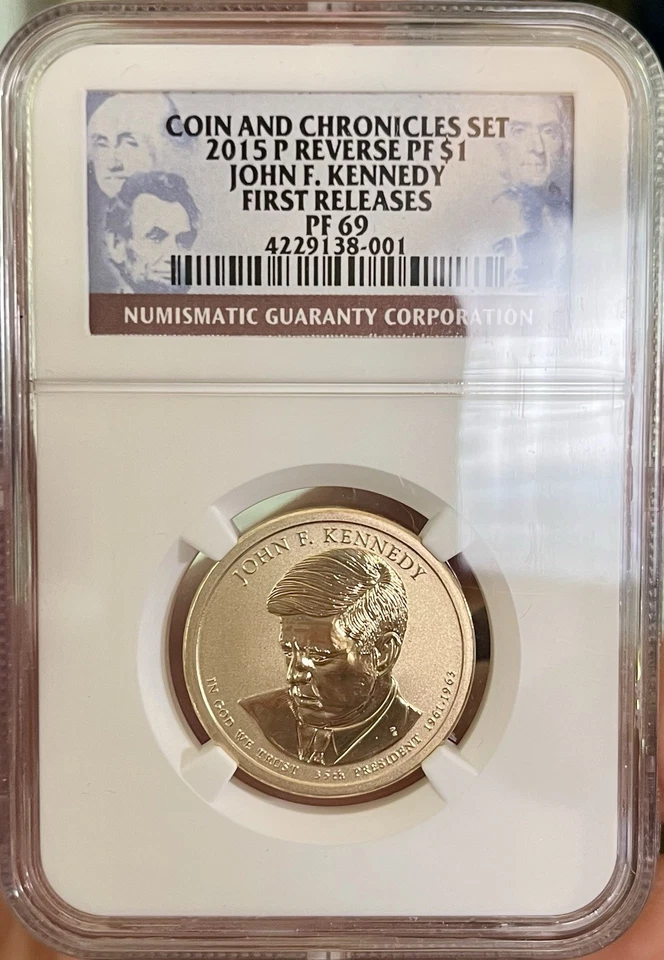 COIN AND CHRONICLES SET
2015 P REVERSE PF $1
JOHN F. KENNEDY
FIRST RELEASES
PF 69
4229138-001
NUMISMATIC GUARANTY CORPORATION
JOHN F. KENNEDY
IN GOD WE TRUST 35th PRESIDENT 1961-1963